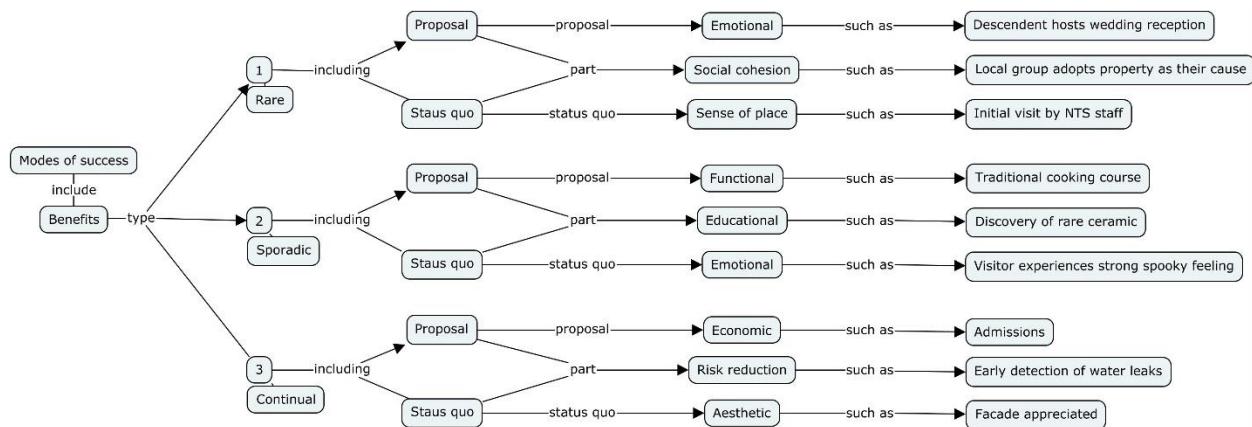 Modes of success
include
Benefits
type
1
Rare
including
Proposal
proposal
Emotional
such as
Descendent hosts wedding reception
part
Social cohesion
such as
Local group adopts property as their cause
Staus quo
status quo
Sense of place
such as
Initial visit by NTS staff
2
Sporadic
including
Proposal
proposal
Functional
such as
Traditional cooking course
part
Educational
such as
Discovery of rare ceramic
Staus quo
status quo
Emotional
such as
Visitor experiences strong spooky feeling
3
Continual
including
Proposal
proposal
Economic
such as
Admissions
part
Risk reduction
such as
Early detection of water leaks
Staus quo
status quo
Aesthetic
such as
Facade appreciated